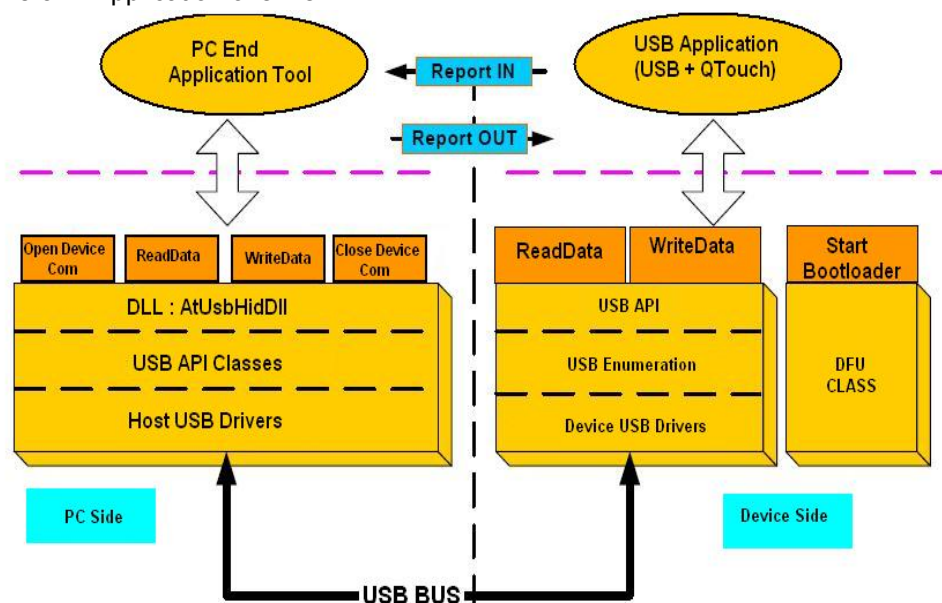 PC End
Application Tool
Report IN
USB Application
(USB + QTouch)
Report OUT
Open Device
Com
ReadData
WriteData
Close Device
Com
ReadData
WriteData
Start
Bootloader
DLL : AtUsbHidDll
USB API Classes
Host USB Drivers
USB API
USB Enumeration
Device USB Drivers
DFU
CLASS
PC Side
Device Side
USB BUS